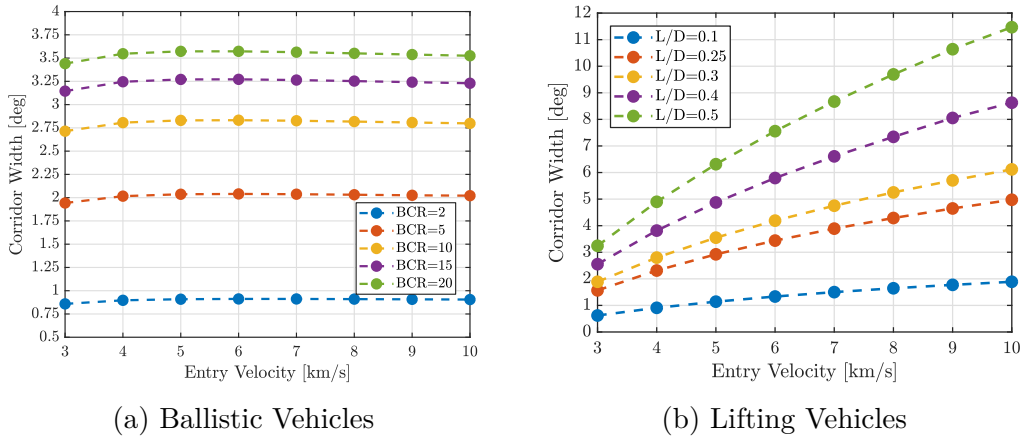 4
3.75
3.5
3.25
3
2.75
2.5
2.25
2
1.75
1.5
1.25
1
0.75
0.5
Corridor Width [deg]
BCR=2
BCR=5
BCR=10
BCR=15
BCR=20
3 4 5 6 7 8 9 10
Entry Velocity [km/s]
(a) Ballistic Vehicles
12
11
10
9
8
7
6
5
4
3
2
1
0
Corridor Width [deg]
L/D=0.1
L/D=0.25
L/D=0.3
L/D=0.4
L/D=0.5
3 4 5 6 7 8 9 10
Entry Velocity [km/s]
(b) Lifting Vehicles